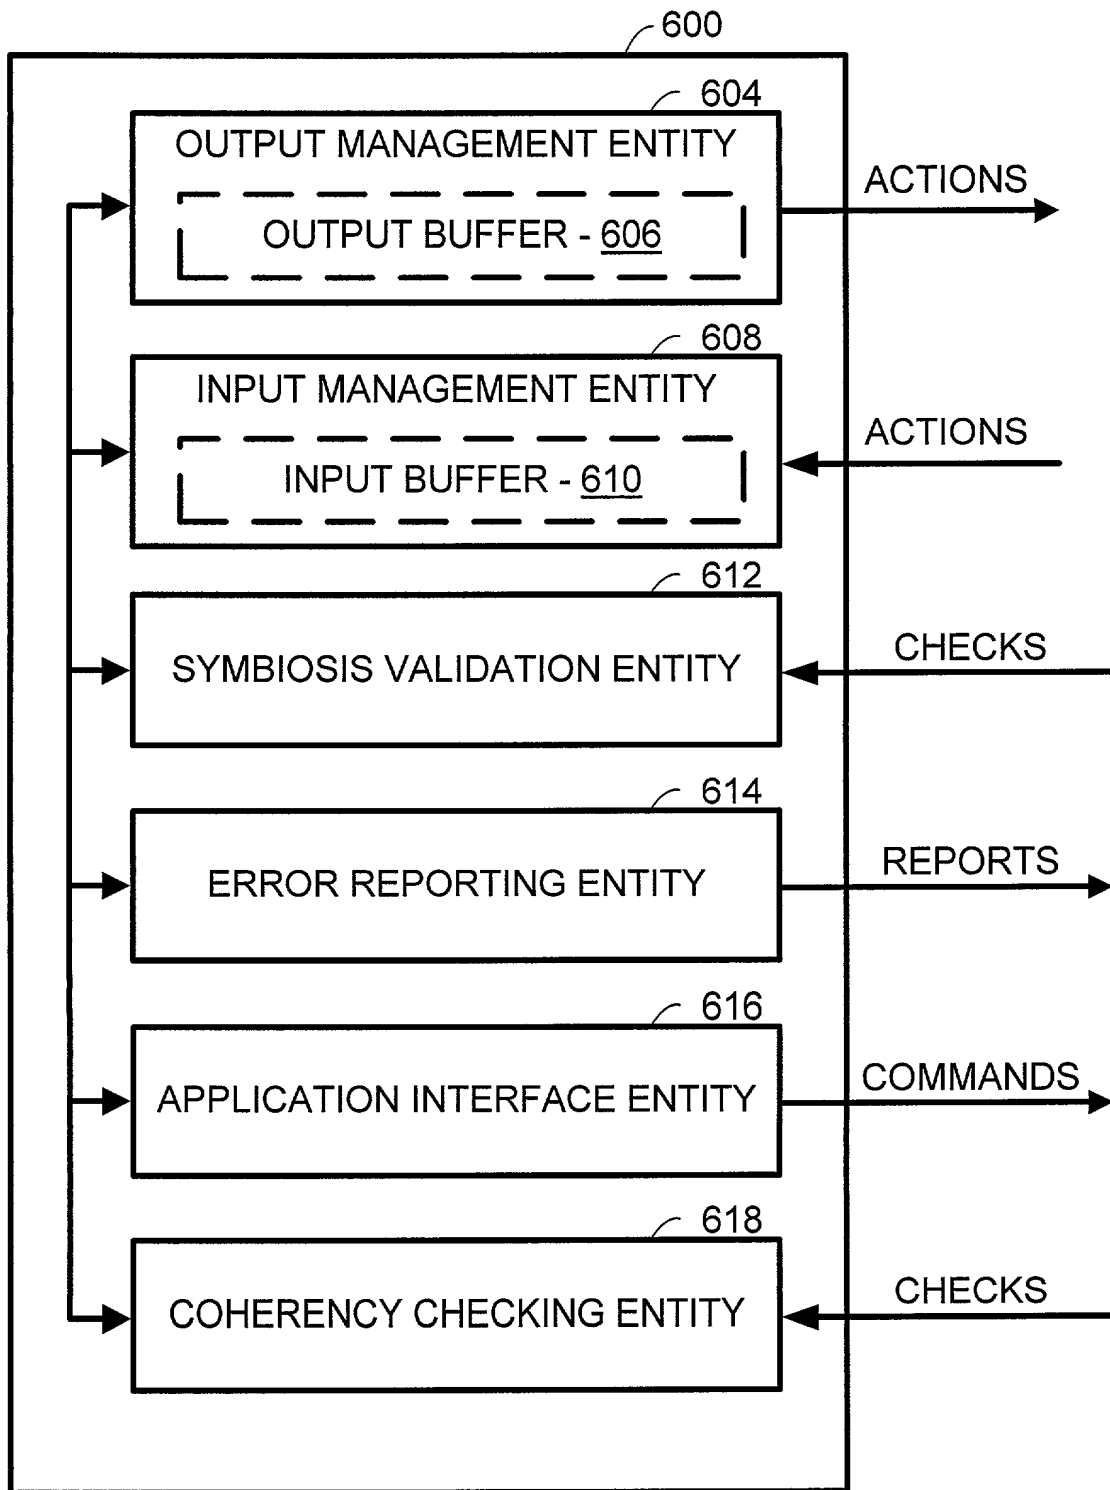 600
604
OUTPUT MANAGEMENT ENTITY
OUTPUT BUFFER - 606
ACTIONS
608
INPUT MANAGEMENT ENTITY
INPUT BUFFER - 610
ACTIONS
612
SYMBIOSIS VALIDATION ENTITY
CHECKS
614
ERROR REPORTING ENTITY
REPORTS
616
APPLICATION INTERFACE ENTITY
COMMANDS
618
COHERENCY CHECKING ENTITY
CHECKS